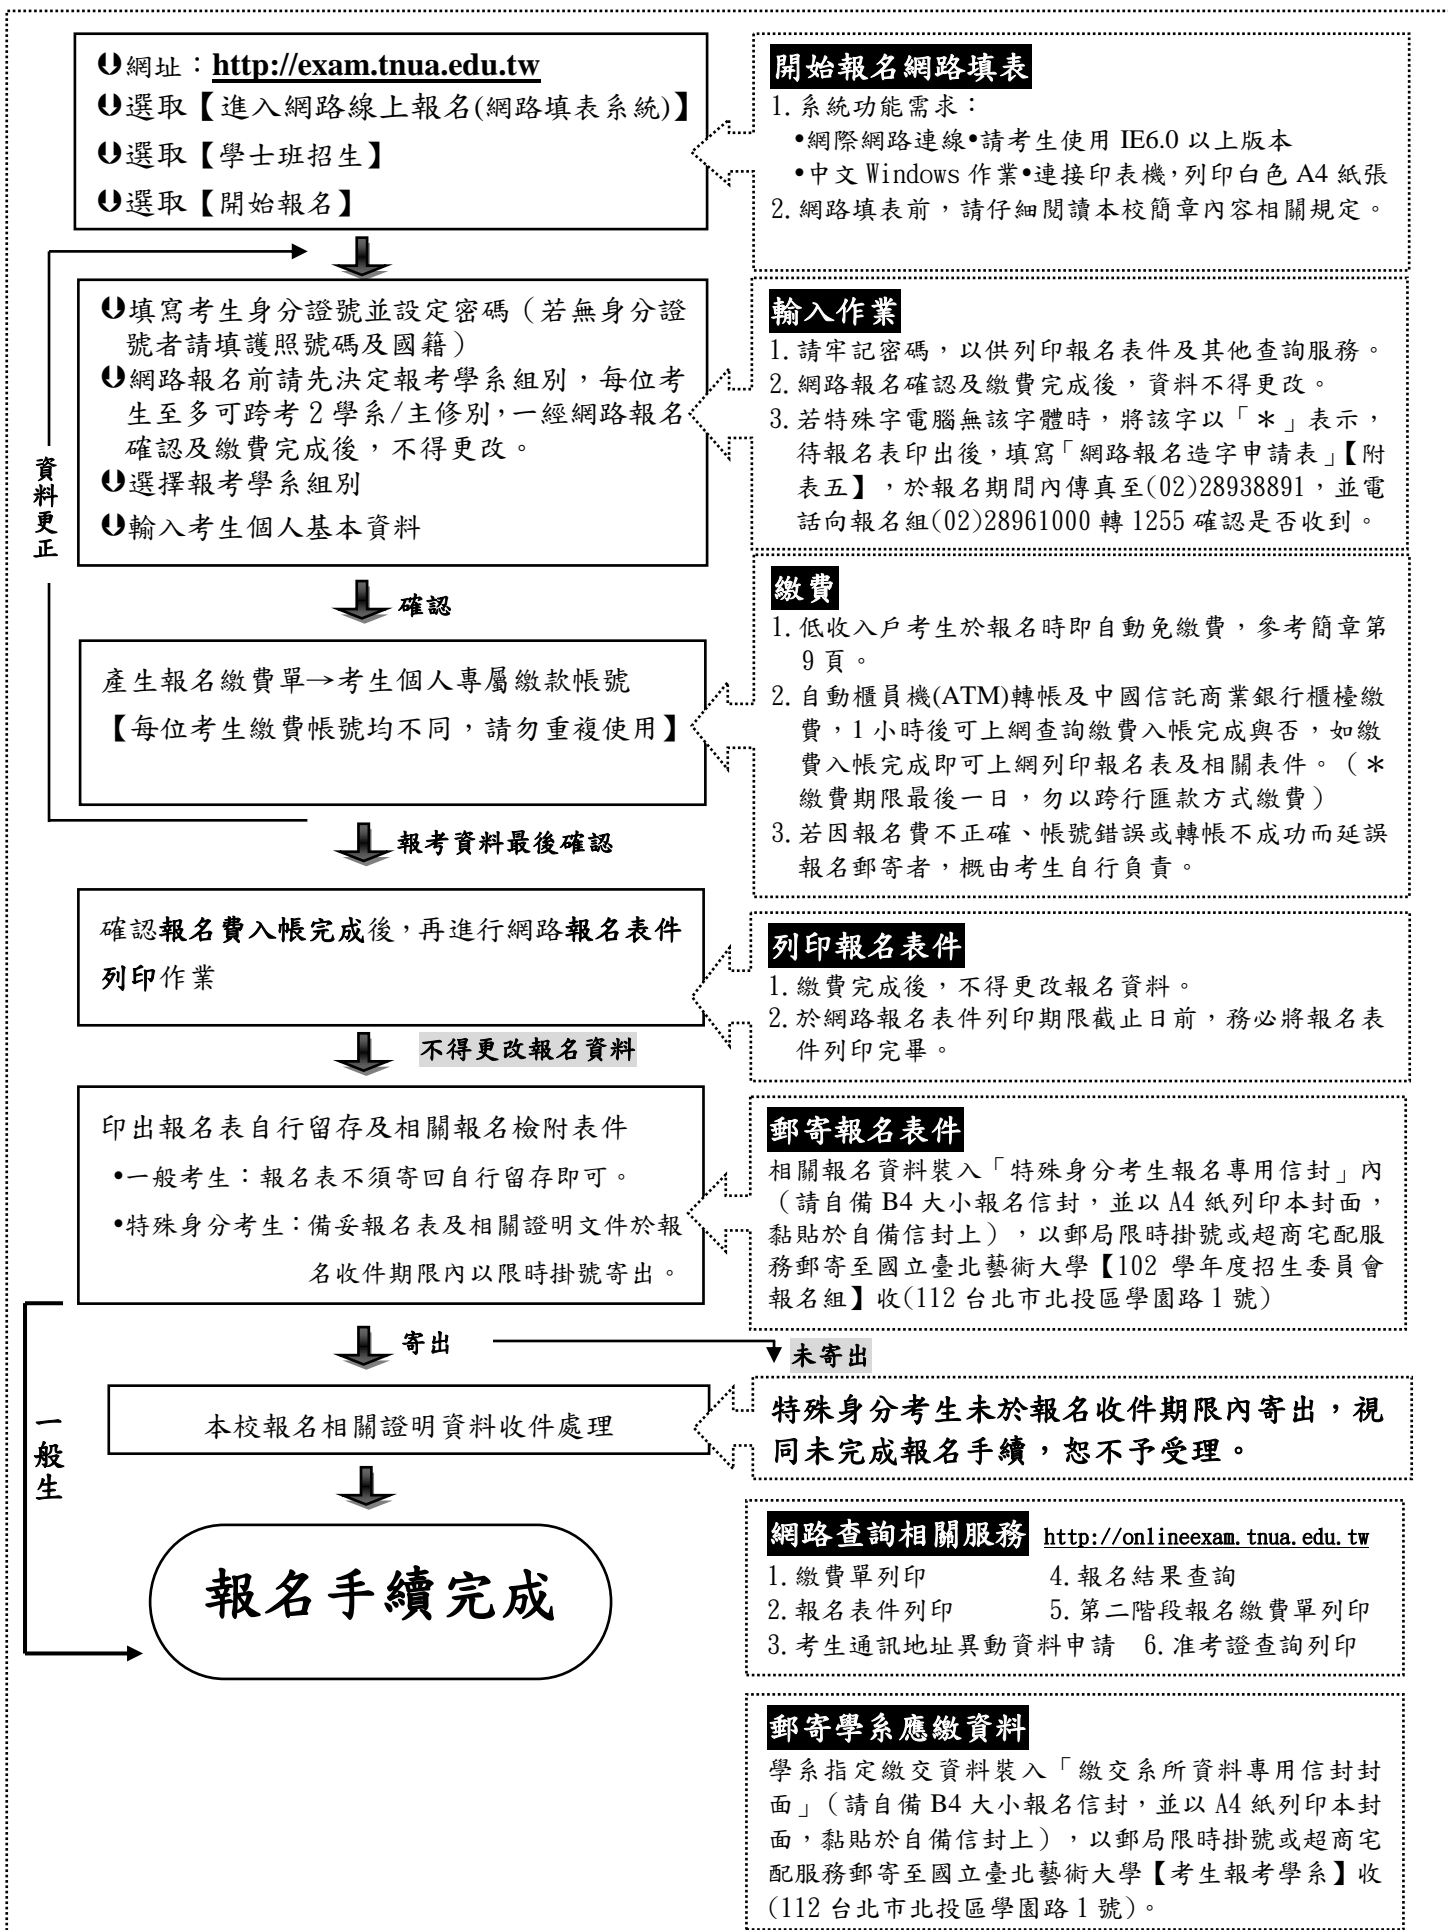 網址：http://exam.tnua.edu.tw
選取【進入網路線上報名(網路填表系統)】
選取【學士班招生】
選取【開始報名】
開始報名網路填表
1.系統功能需求：
•網際網路連線•請考生使用 IE6.0 以上版本
•中文 Windows 作業•連接印表機，列印白色 A4 紙張
2.網路填表前，請仔細閱讀本校簡章內容相關規定。
填寫考生身分證號並設定密碼（若無身分證
號者請填護照號碼及國籍）
網路報名前請先決定報考學系組別，每位考
生至多可跨考 2 學系/主修別，一經網路報名
確認及繳費完成後，不得更改。
選擇報考學系組別
輸入考生個人基本資料
輸入作業
1.請牢記密碼，以供列印報名表件及其他查詢服務。
2.網路報名確認及繳費完成後，資料不得更改。
3.若特殊字電腦無該字體時，將該字以「＊」表示，
待報名表印出後，填寫「網路報名造字申請表」【附
表五】，於報名期間內傳真至(02)28938891，並電
話向報名組(02)28961000 轉 1255 確認是否收到。
資料更正
確認
產生報名繳費單→考生個人專屬繳款帳號
【每位考生繳費帳號均不同，請勿重複使用】
繳費
1.低收入戶考生於報名時即自動免繳費，參考簡章第
9 頁。
2.自動櫃員機(ATM)轉帳及中國信託商業銀行櫃檯繳
費，1 小時後可上網查詢繳費入帳完成與否，如繳
費入帳完成即可上網列印報名表及相關表件。（＊
繳費期限最後一日，勿以跨行匯款方式繳費）
3.若因報名費不正確、帳號錯誤或轉帳不成功而延誤
報名郵寄者，概由考生自行負責。
報考資料最後確認
確認報名費入帳完成後，再進行網路報名表件
列印作業
列印報名表件
1.繳費完成後，不得更改報名資料。
2.於網路報名表件列印期限截止日前，務必將報名表
件列印完畢。
不得更改報名資料
印出報名表自行留存及相關報名檢附表件
•一般考生：報名表不須寄回自行留存即可。
•特殊身分考生：備妥報名表及相關證明文件於報
名收件期限內以限時掛號寄出。
郵寄報名表件
相關報名資料裝入「特殊身分考生報名專用信封」內
（請自備 B4 大小報名信封，並以 A4 紙列印本封面，
黏貼於自備信封上），以郵局限時掛號或超商宅配服
務郵寄至國立臺北藝術大學【102 學年度招生委員會
報名組】收(112 台北市北投區學園路 1 號)
寄出
未寄出
本校報名相關證明資料收件處理
特殊身分考生未於報名收件期限內寄出，視
同未完成報名手續，恕不予受理。
一般生
報名手續完成
網路查詢相關服務 http://onlineexam.tnua.edu.tw
1.繳費單列印 4.報名結果查詢
2.報名表件列印 5.第二階段報名繳費單列印
3.考生通訊地址異動資料申請 6.准考證查詢列印
郵寄學系應繳資料
學系指定繳交資料裝入「繳交系所資料專用信封封
面」（請自備 B4 大小報名信封，並以 A4 紙列印本封
面，黏貼於自備信封上），以郵局限時掛號或超商宅
配服務郵寄至國立臺北藝術大學【考生報考學系】收
(112 台北市北投區學園路 1 號)。